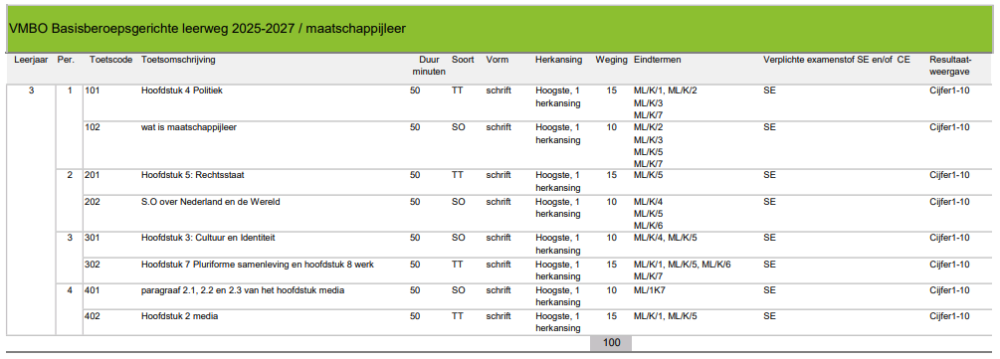 VMBO Basisberoepsgerichte leerweg 2025-2027 / maatschappijleer
Leerjaar Per. Toetscode Toetsomschrijving Duur minuten Soort Vorm Herkansing Weging Eindtermen Verplichte examenstof SE en/of CE Resultaat-weergave
3 1 101 Hoofdstuk 4 Politiek 50 TT schrift Hoogste, 1 15 ML/K/1, ML/K/2 SE Cijfer1-10
herkansing ML/K/3
ML/K/7
102 wat is maatschappijleer 50 SO schrift Hoogste, 1 10 ML/K/2 SE Cijfer1-10
herkansing ML/K/3
ML/K/5
ML/K/7
2 201 Hoofdstuk 5: Rechtsstaat 50 TT schrift Hoogste, 1 15 ML/K/5 SE Cijfer1-10
herkansing
202 S.O over Nederland en de Wereld 50 SO schrift Hoogste, 1 10 ML/K/4 SE Cijfer1-10
herkansing ML/K/5
ML/K/6
3 301 Hoofdstuk 3: Cultuur en Identiteit 50 SO schrift Hoogste, 1 10 ML/K/4, ML/K/5 SE Cijfer1-10
herkansing
302 Hoofdstuk 7 Pluriforme samenleving en hoofdstuk 8 werk 50 TT schrift Hoogste, 1 15 ML/K/1, ML/K/5, ML/K/6 SE Cijfer1-10
herkansing ML/K/7
4 401 paragraaf 2.1, 2.2 en 2.3 van het hoofdstuk media 50 SO schrift Hoogste, 1 10 ML/1K7 SE Cijfer1-10
herkansing
402 Hoofdstuk 2 media 50 TT schrift Hoogste, 1 15 ML/K/1, ML/K/5 SE Cijfer1-10
herkansing
100